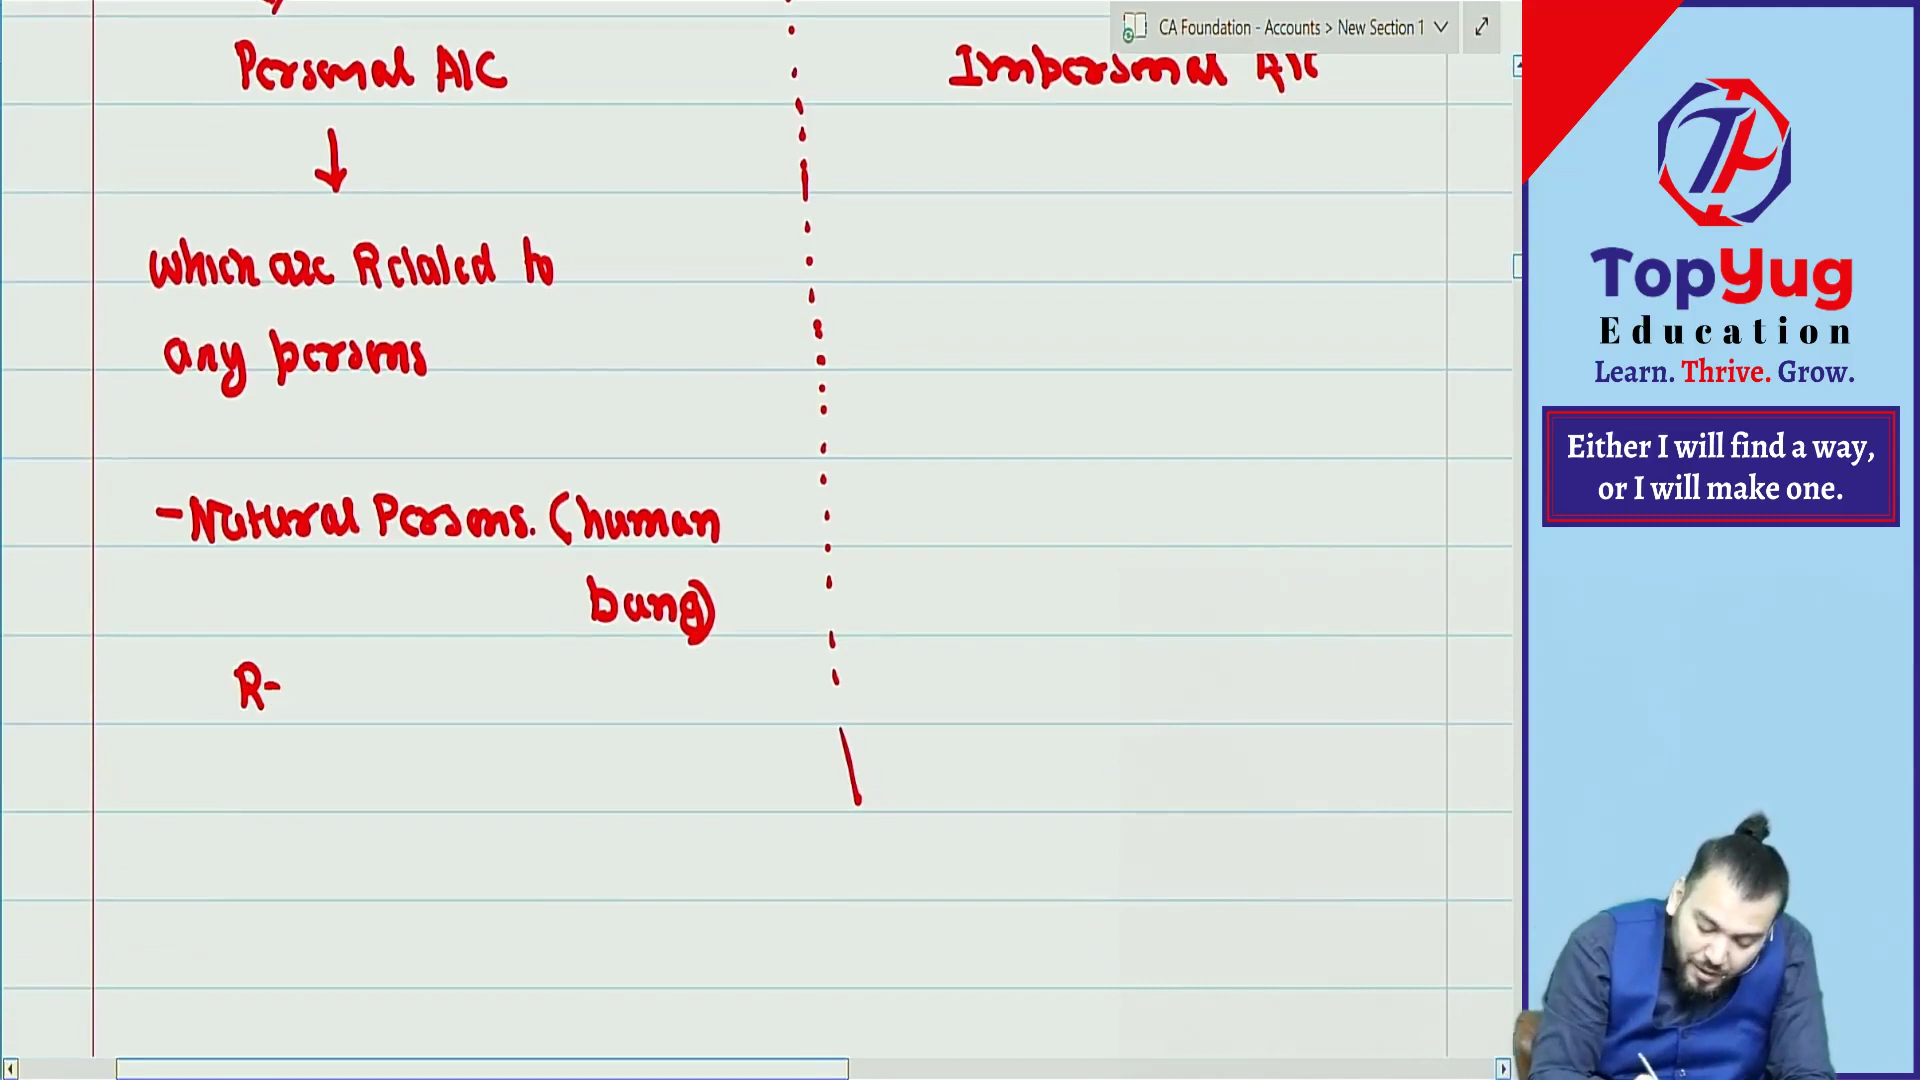 CA Foundation - Accounts > New Section 1
Personal A/C
Impersonal A/C
which are Related to
any persons
- Natural Persons. (human
being)
R-
TopYug
Education
Learn. Thrive. Grow.
Either I will find a way,
or I will make one.